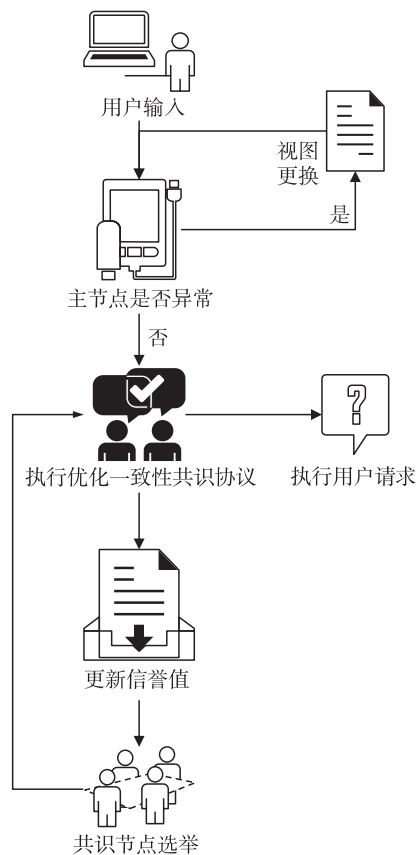 用户输入
视图
更换
是
主节点是否异常
否
执行优化一致性共识协议
执行用户请求
更新信誉值
共识节点选举